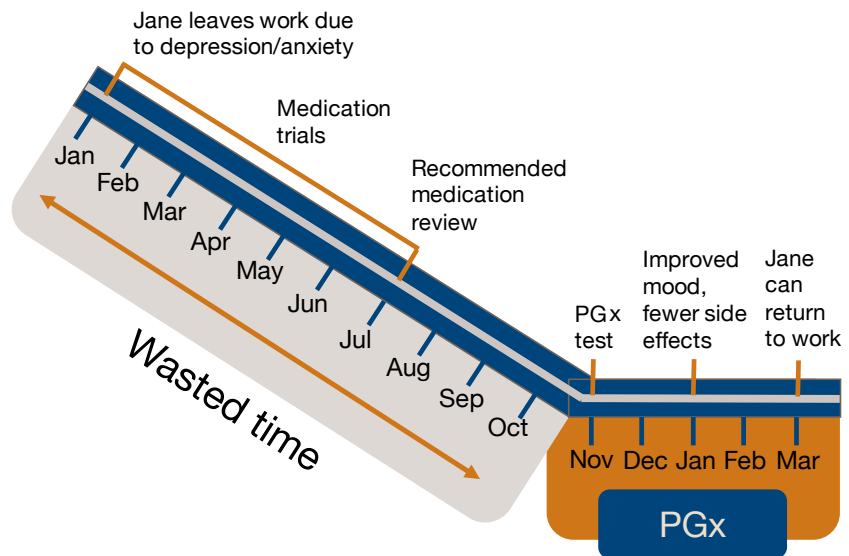 Jane leaves work due
to depression/anxiety
Medication
trials
Recommended
medication
review
Jan
Feb
Mar
Apr
May
Jun
Jul
Aug
Sep
Oct
Wasted time
PGx
test
Improved
mood,
fewer side
effects
Jane
can
return
to work
Nov
Dec
Jan
Feb
Mar
PGx